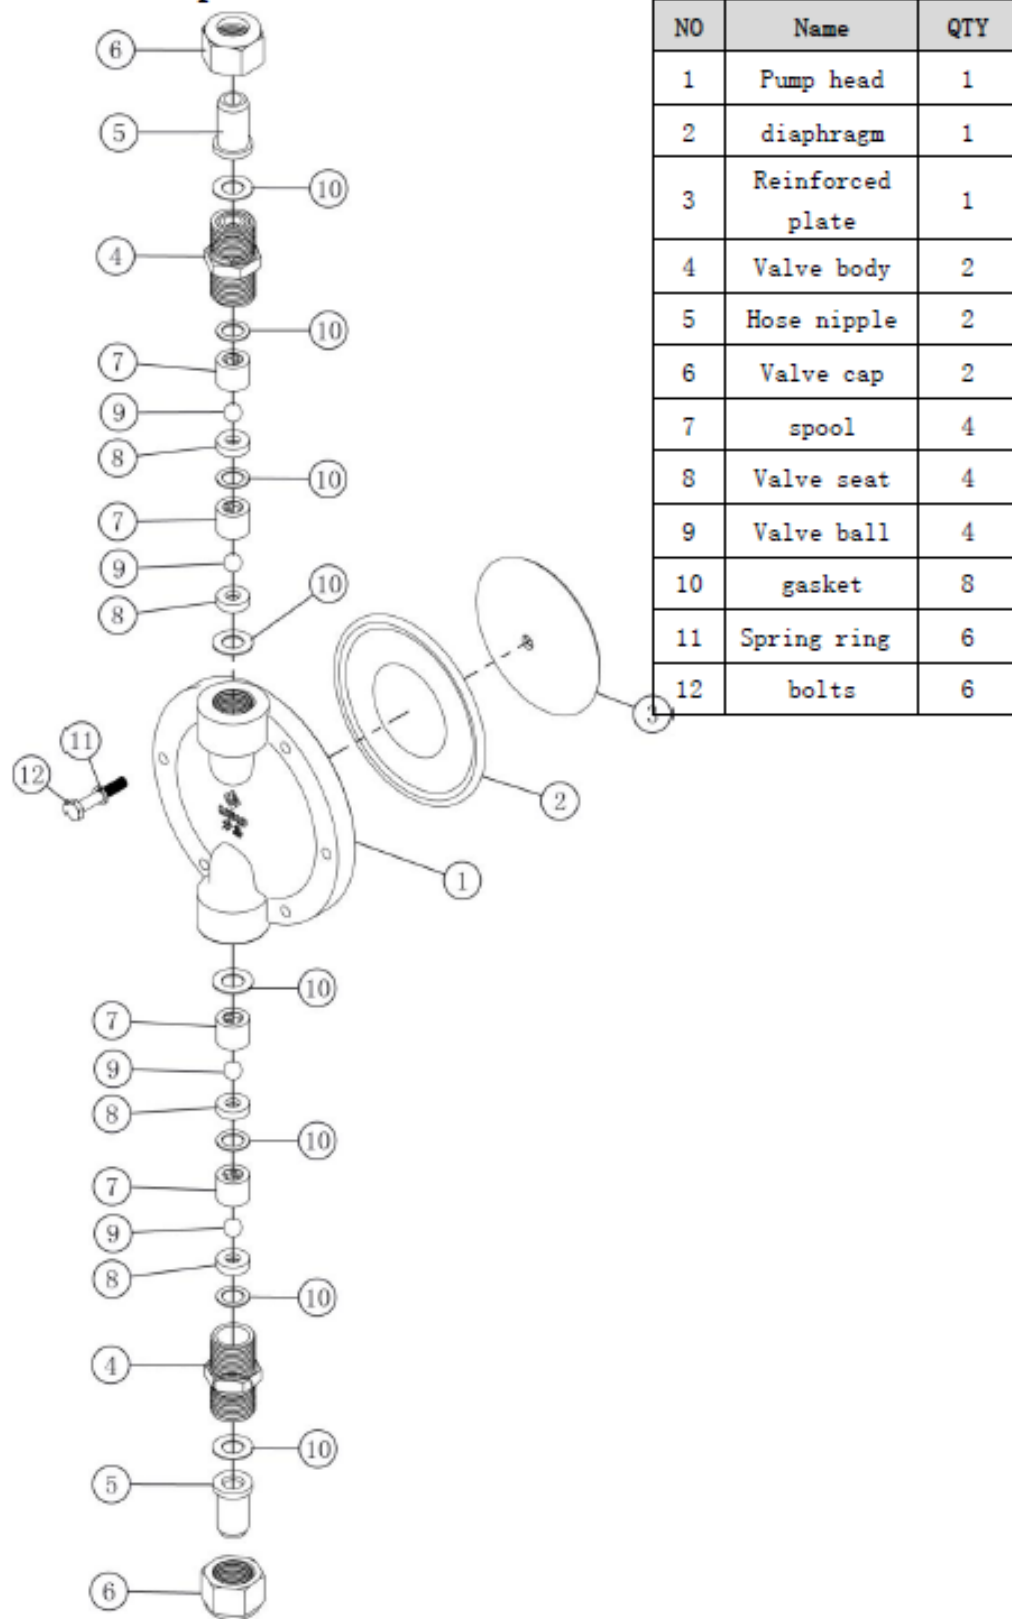 NO Name QTY
1 Pump head 1
2 diaphragm 1
3 Reinforced plate 1
4 Valve body 2
5 Hose nipple 2
6 Valve cap 2
7 spool 4
8 Valve seat 4
9 Valve ball 4
10 gasket 8
11 Spring ring 6
12 bolts 6
6
5
10
4
10
7
9
8
10
7
9
10
8
3
11
12
2
1
10
7
9
8
10
7
9
8
10
4
10
5
6